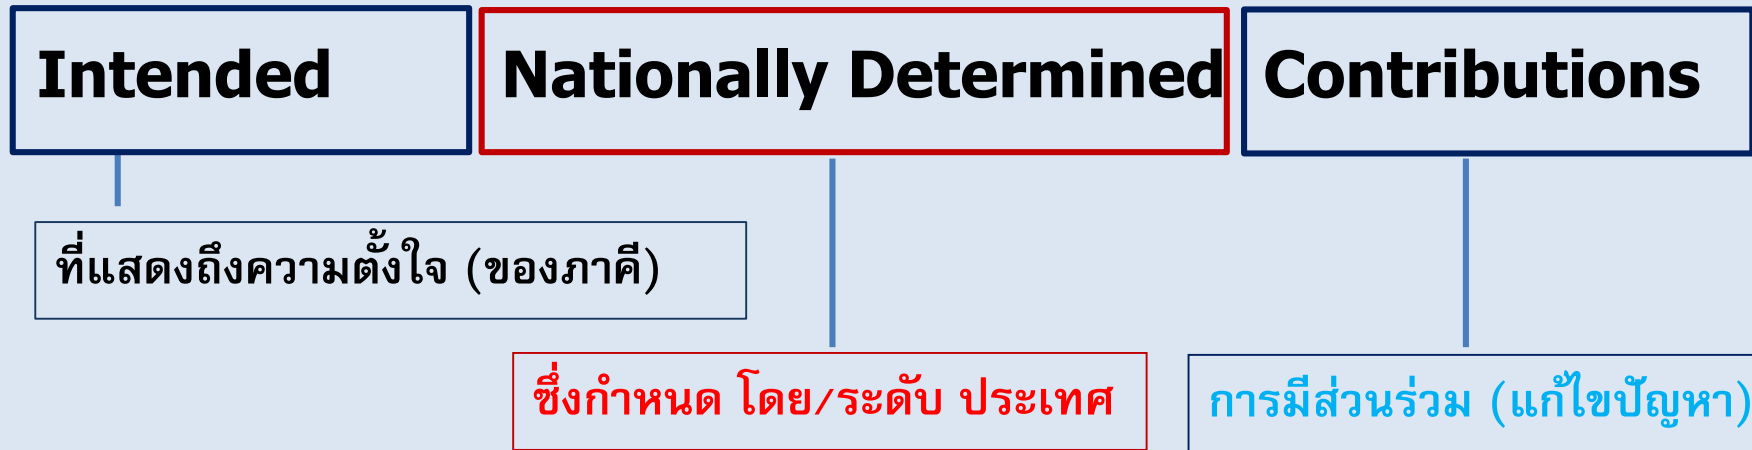 Intended
Nationally Determined
Contributions
ที่แสดงถึงความตั้งใจ (ของภาคี)
ซึ่งกำหนด โดย/ระดับ ประเทศ
การมีส่วนร่วม (แก้ไขปัญหา)